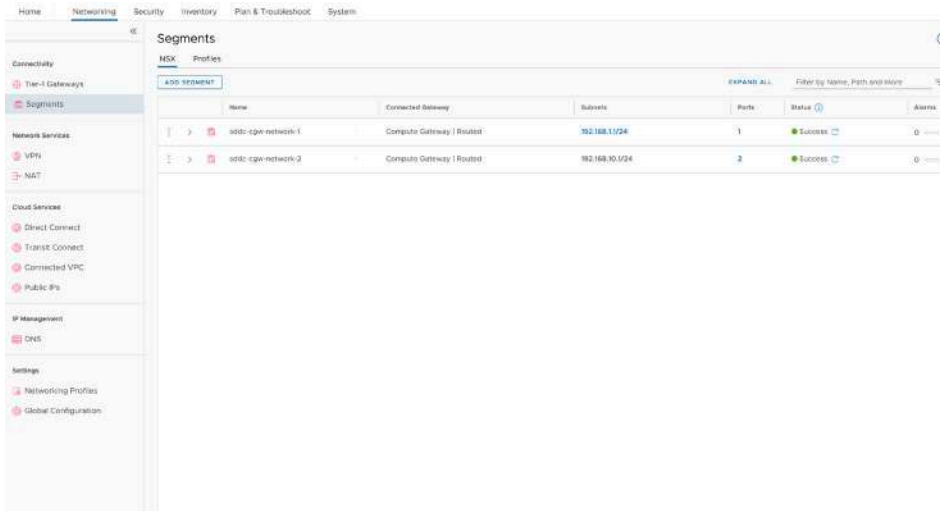 Home Networking Security Inventory Plan & Troubleshoot System
«
Connectivity
Tier-1 Gateways
Segments
Network Services
VPN
NAT
Cloud Services
Direct Connect
Transit Connect
Connected VPC
Public IPs
IP Management
DNS
Settings
Networking Profiles
Global Configuration
Segments
NSX Profiles
ADD SEGMENT EXPAND ALL Filter by Name, Path and more
Name Connected Gateway Subnets Ports Status Alarms
sddc-cgw-network-1 Compute Gateway | Routed 192.168.1.1/24 1 Success 0
sddc-cgw-network-2 Compute Gateway | Routed 192.168.10.1/24 2 Success 0